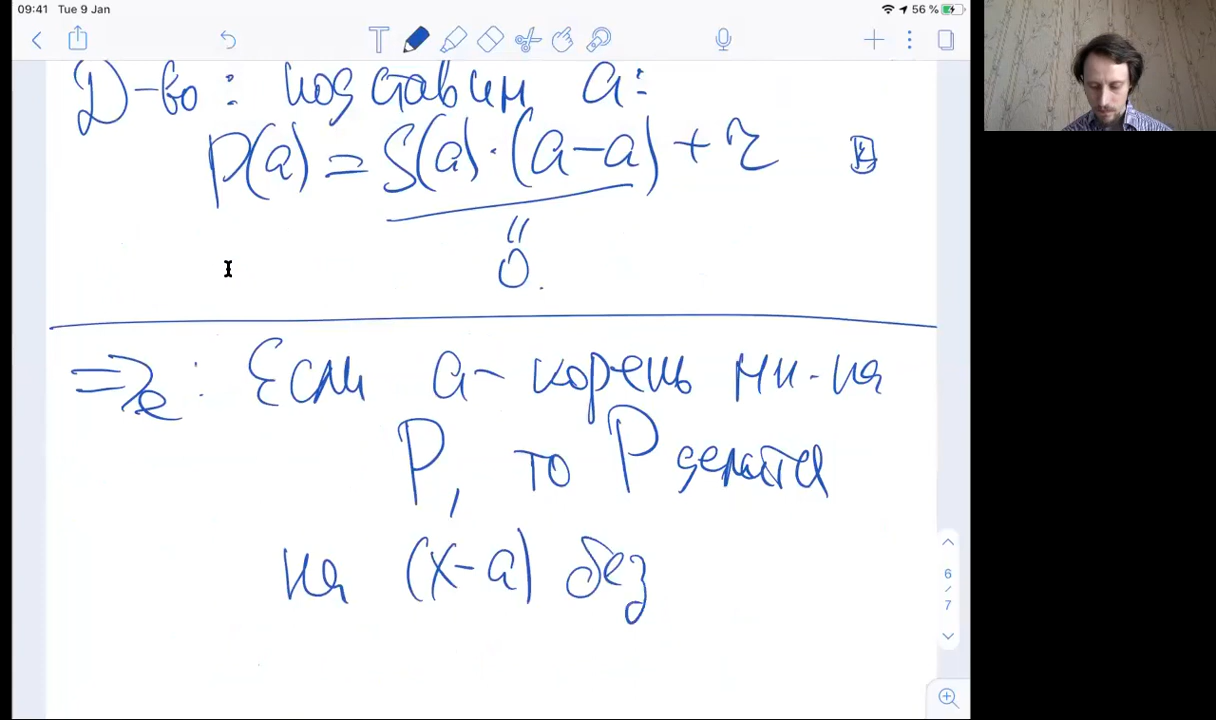 09:41 Tue 9 Jan
56 %
T
Д-во: подставим a:
P(a) = S(a)·(a-a) + r
"
0.
=>: Если a - корень мн-на
P, то P делится
на (x-a) без
6
/
7